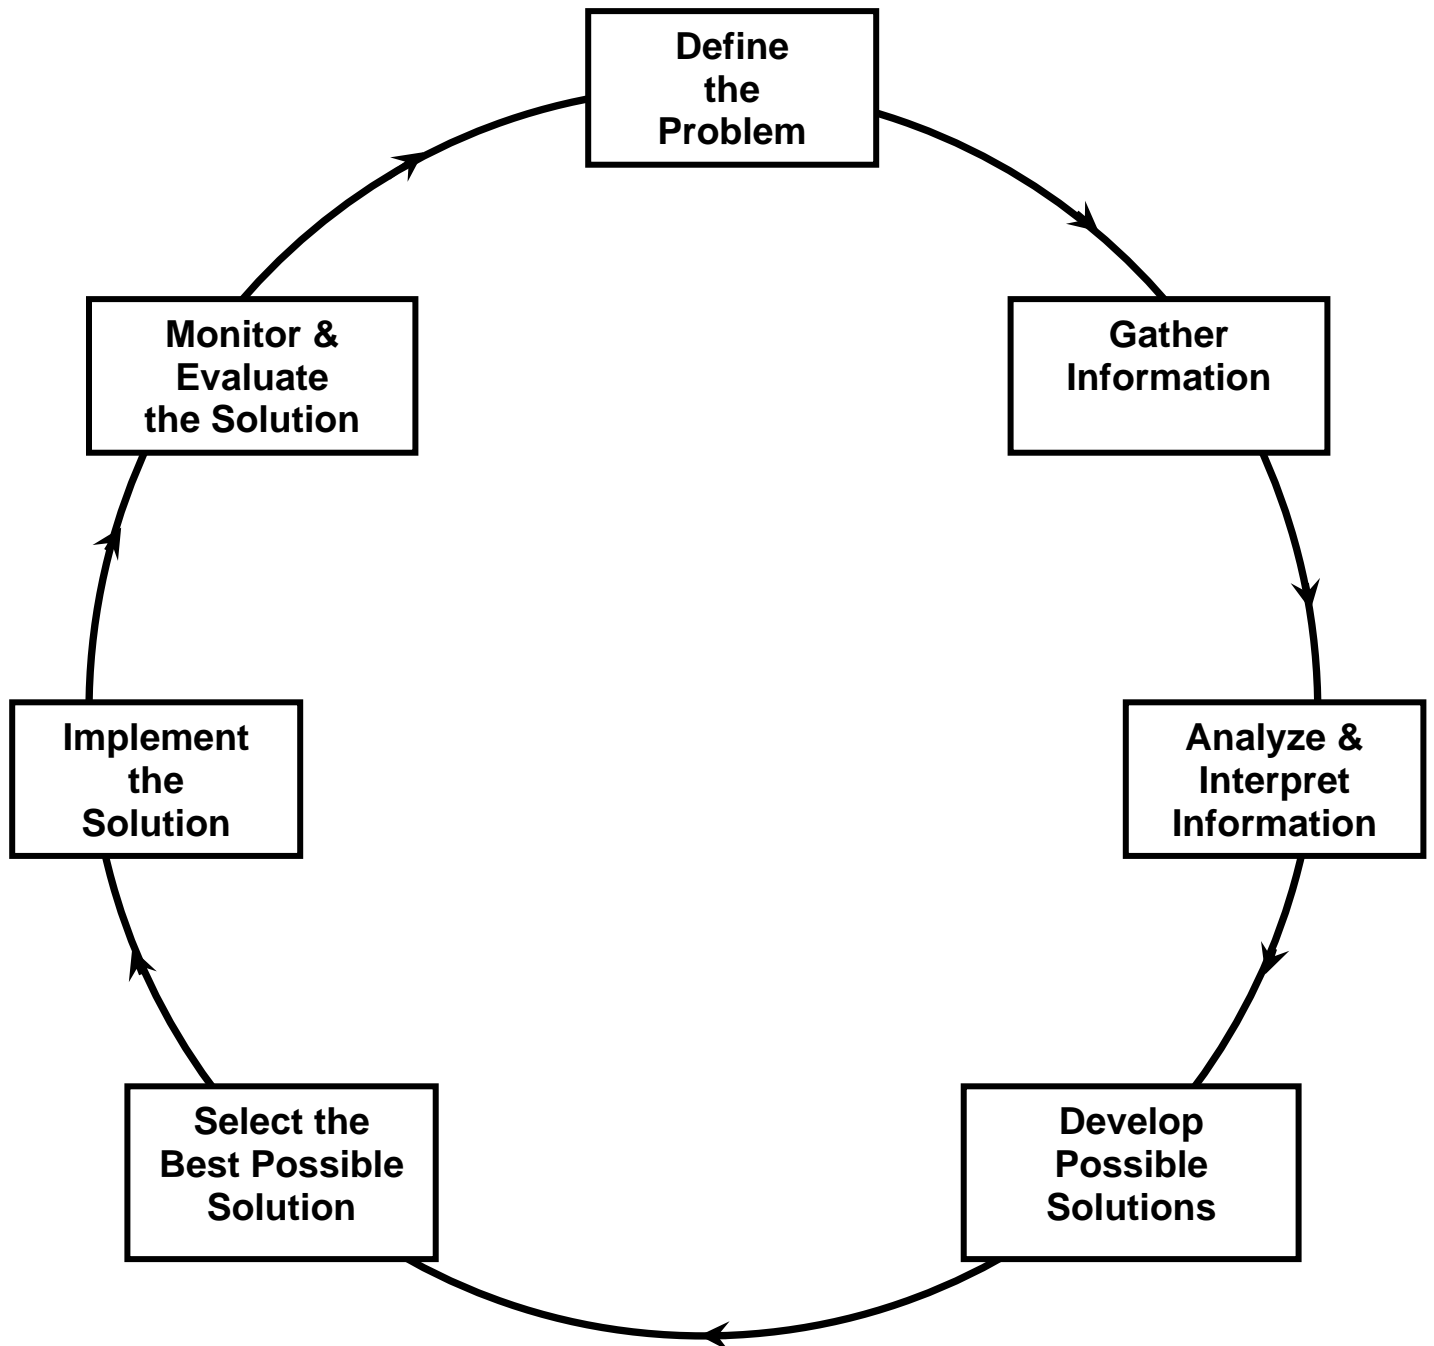 Define
the
Problem
Gather
Information
Analyze &
Interpret
Information
Develop
Possible
Solutions
Select the
Best Possible
Solution
Implement
the
Solution
Monitor &
Evaluate
the Solution